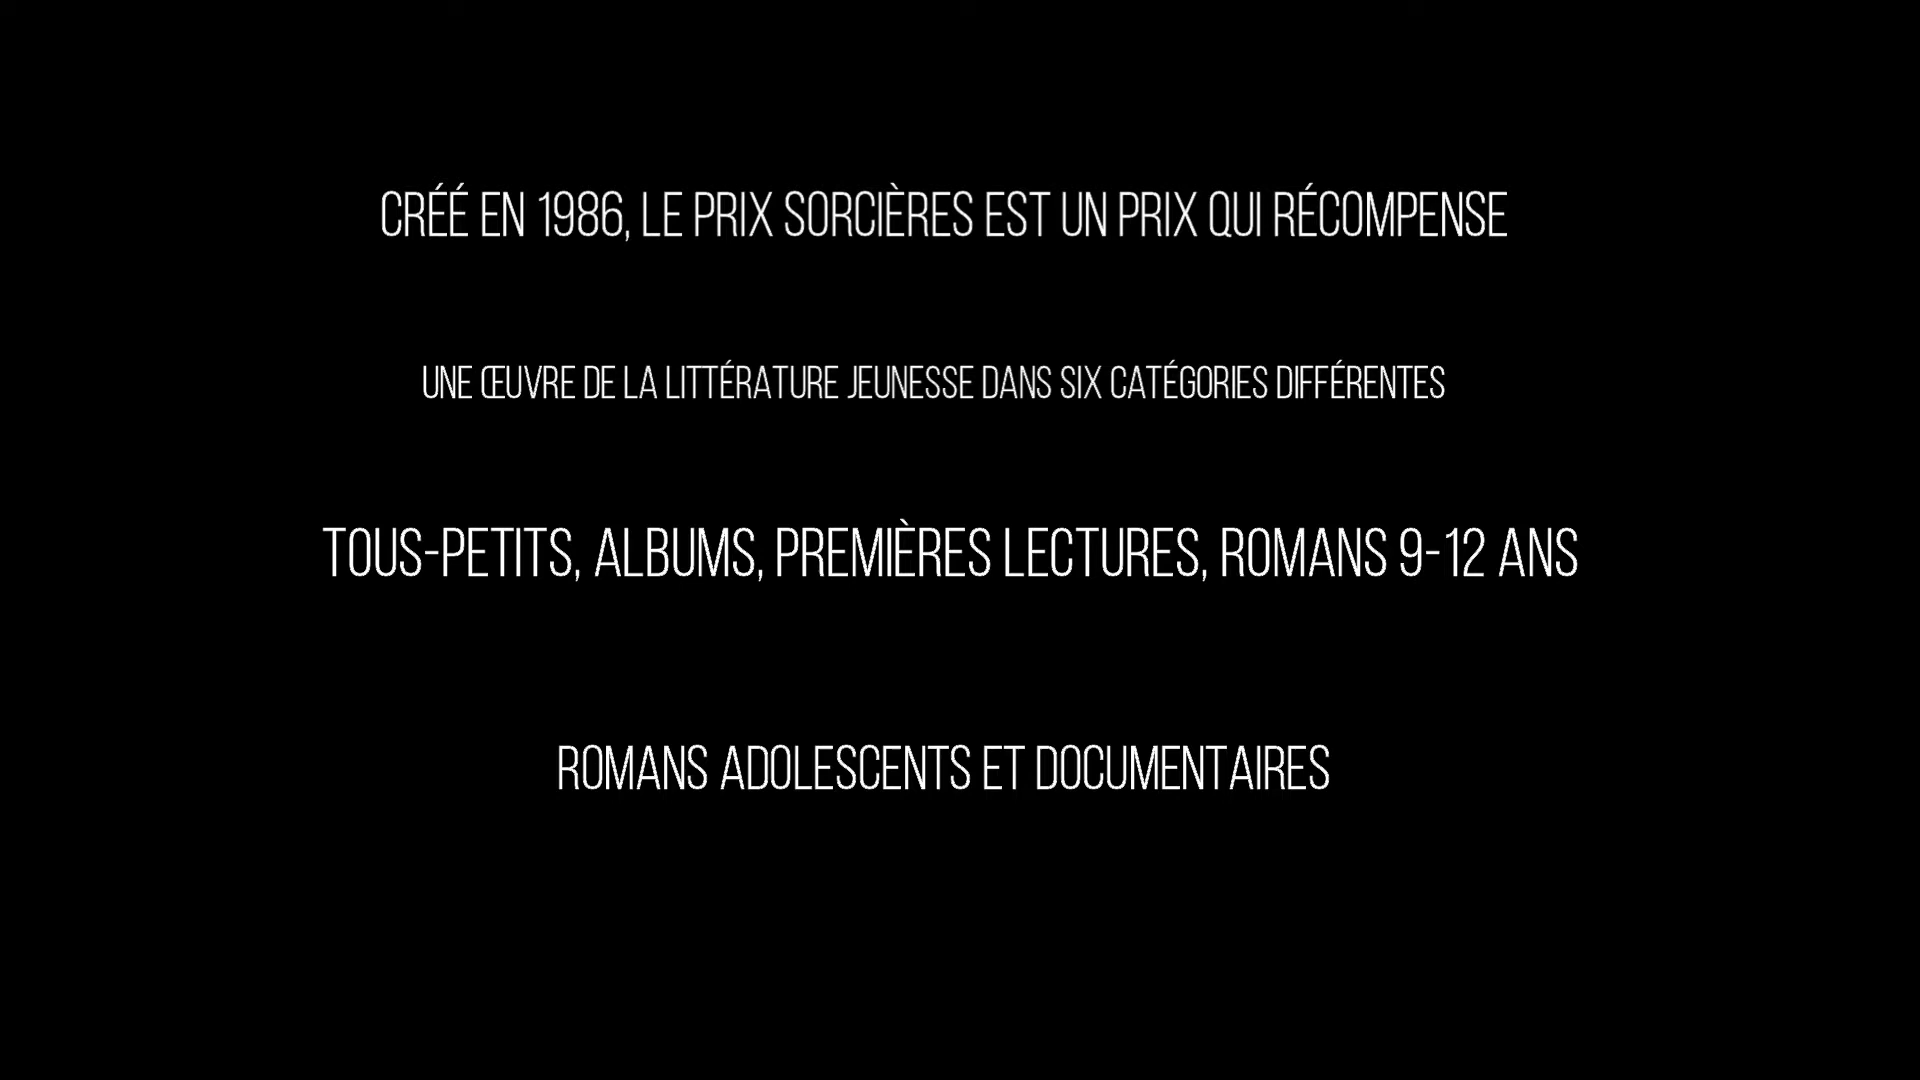 CRÉÉ EN 1986, LE PRIX SORCIÈRES EST UN PRIX QUI RÉCOMPENSE
UNE ŒUVRE DE LA LITTÉRATURE JEUNESSE DANS SIX CATÉGORIES DIFFÉRENTES
TOUS-PETITS, ALBUMS, PREMIÈRES LECTURES, ROMANS 9-12 ANS
ROMANS ADOLESCENTS ET DOCUMENTAIRES